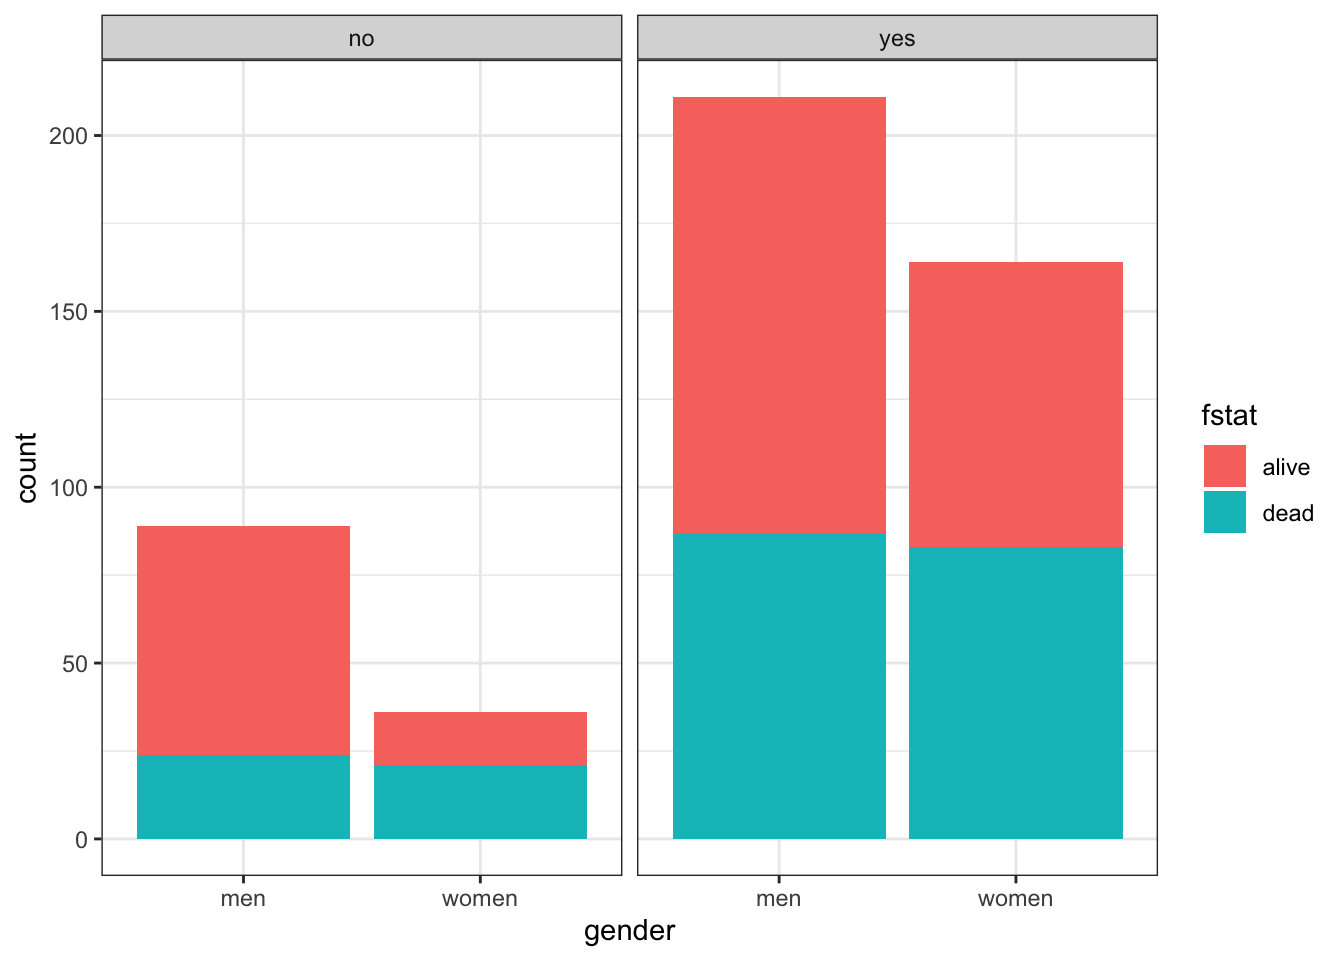 no
yes
200
150
100
50
0
count
men
women
men
women
gender
fstat
alive
dead